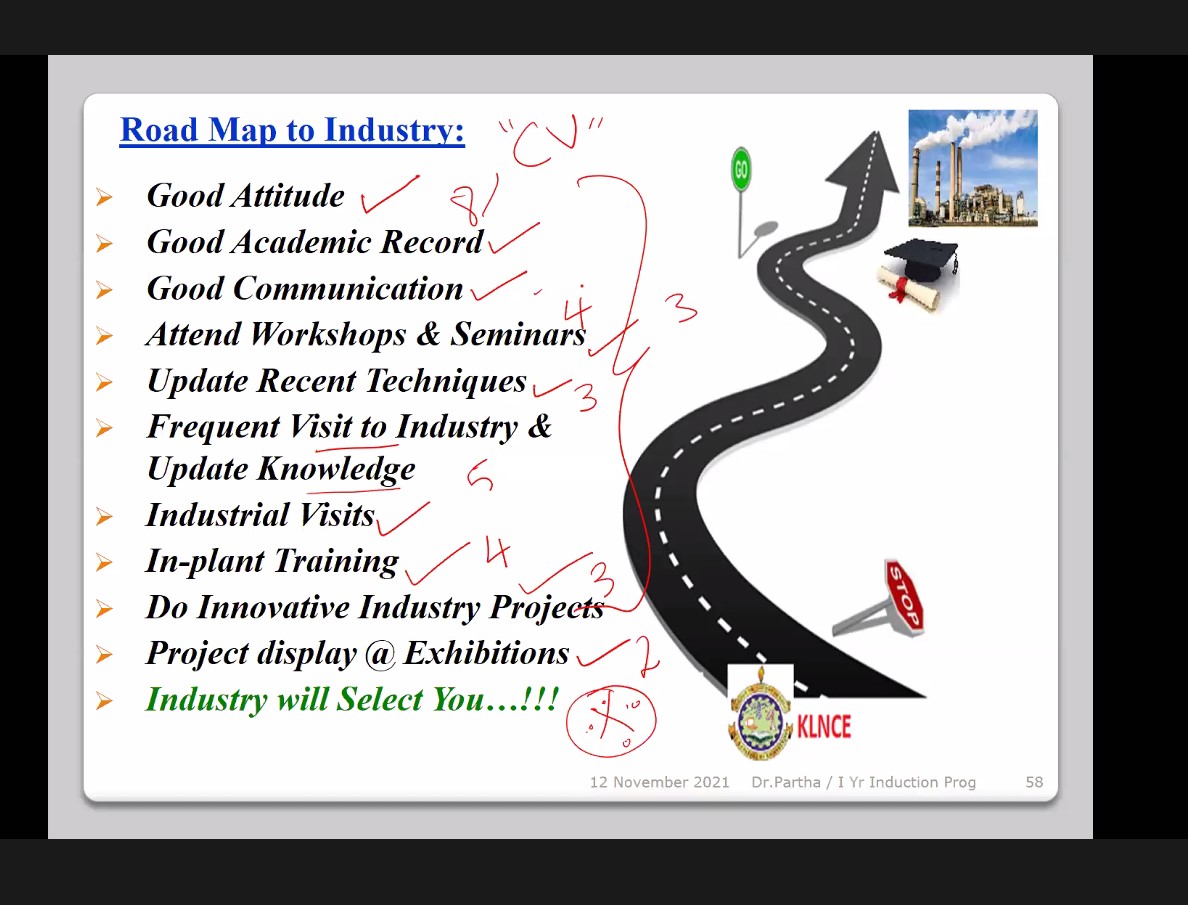 Road Map to Industry: "CV"
Good Attitude
8/
Good Academic Record
Good Communication
4
3
Attend Workshops & Seminars
Update Recent Techniques 3
Frequent Visit to Industry &
Update Knowledge
5
Industrial Visits
In-plant Training 4
3
Do Innovative Industry Projects
Project display @ Exhibitions 2
Industry will Select You...!!!
GO
STOP
KLNCE
12 November 2021 Dr.Partha / I Yr Induction Prog 58